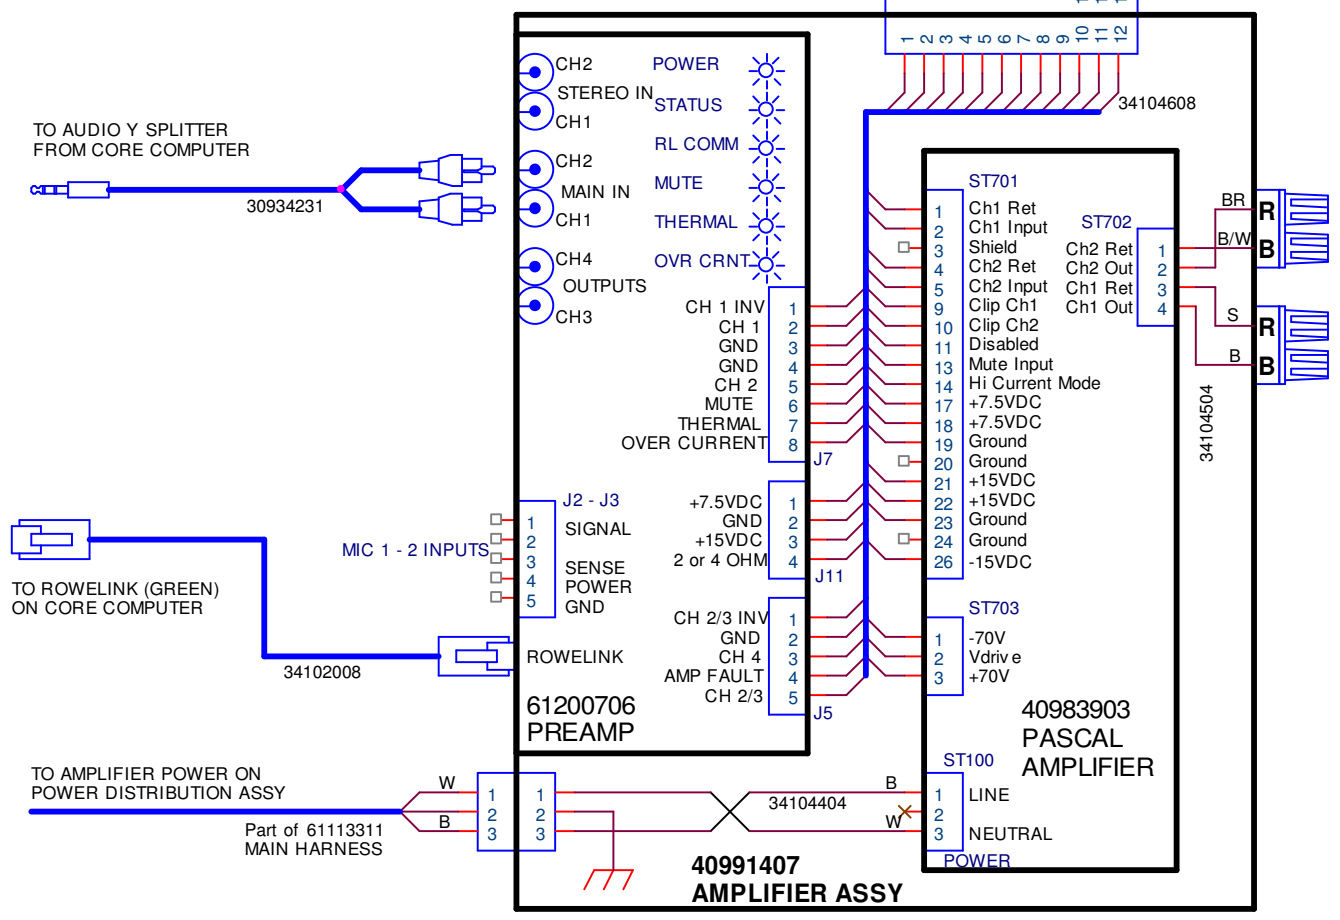 1 2 3 4 5 6 7 8 9 10 11 12
34104608
TO AUDIO Y SPLITTER
FROM CORE COMPUTER
30934231
CH2
STEREO IN
CH1
CH2
MAIN IN
CH1
CH4
OUTPUTS
CH3
POWER
STATUS
RL COMM
MUTE
THERMAL
OVR CRNT
CH 1 INV 1
CH 1 2
GND 3
GND 4
CH 2 5
MUTE 6
THERMAL 7
OVER CURRENT 8
J7
+7.5VDC 1
GND 2
+15VDC 3
2 or 4 OHM 4
J11
CH 2/3 INV 1
GND 2
CH 4 3
AMP FAULT 4
CH 2/3 5
J5
J2 - J3
MIC 1 - 2 INPUTS
1 SIGNAL
2
3 SENSE
4 POWER
5 GND
TO ROWELINK (GREEN)
ON CORE COMPUTER
34102008
ROWELINK
61200706
PREAMP
ST701
1 Ch1 Ret
2 Ch1 Input
3 Shield
4 Ch2 Ret
5 Ch2 Input
9 Clip Ch1
10 Clip Ch2
11 Disabled
13 Mute Input
14 Hi Current Mode
17 +7.5VDC
18 +7.5VDC
19 Ground
20 Ground
21 +15VDC
22 +15VDC
23 Ground
24 Ground
26 -15VDC
ST702
Ch2 Ret 1
Ch2 Out 2
Ch1 Ret 3
Ch1 Out 4
BR R
B/W B
S R
B B
34104504
ST703
1 -70V
2 Vdrive
3 +70V
40983903
PASCAL
AMPLIFIER
ST100
1 LINE
2
3 NEUTRAL
POWER
TO AMPLIFIER POWER ON
POWER DISTRIBUTION ASSY
Part of 61113311
MAIN HARNESS
W 1 1
2 2
B 3 3
34104404
B
W
40991407
AMPLIFIER ASSY